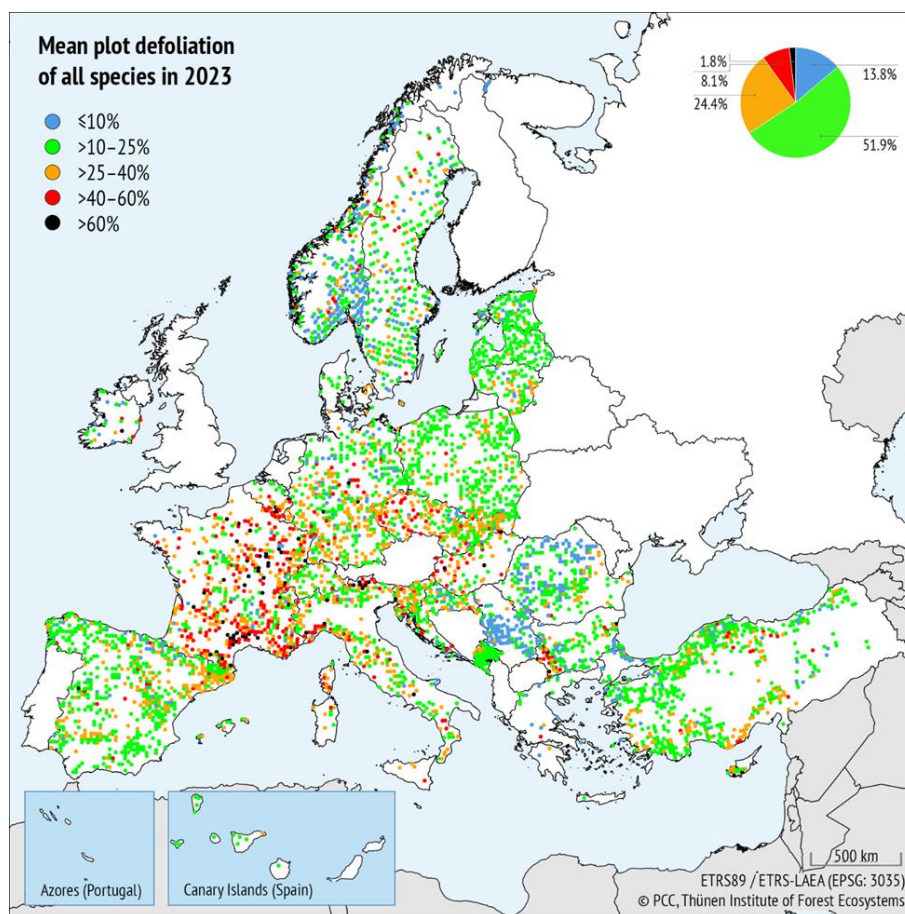 Mean plot defoliation
of all species in 2023
≤10%
>10–25%
>25–40%
>40–60%
>60%
1.8%
8.1%
24.4%
13.8%
51.9%
Azores (Portugal)
Canary Islands (Spain)
500 km
ETRS89 / ETRS-LAEA (EPSG: 3035)
© PCC, Thünen Institute of Forest Ecosystems